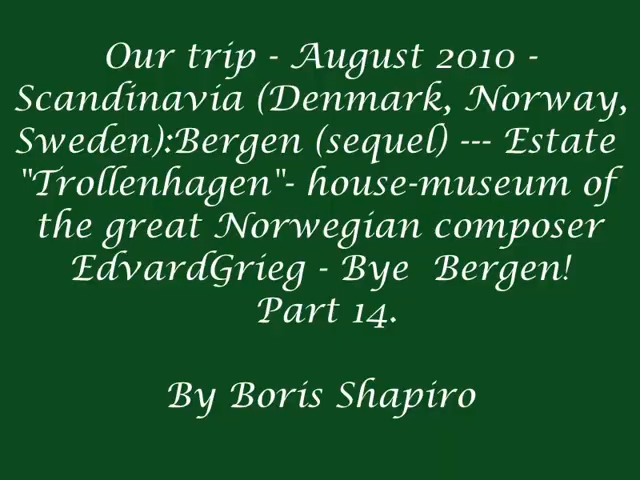 Our trip - August 2010 -
Scandinavia (Denmark, Norway,
Sweden):Bergen (sequel) --- Estate
"Trollenhagen"- house-museum of
the great Norwegian composer
EdvardGrieg - Bye  Bergen!
Part 14.
By Boris Shapiro